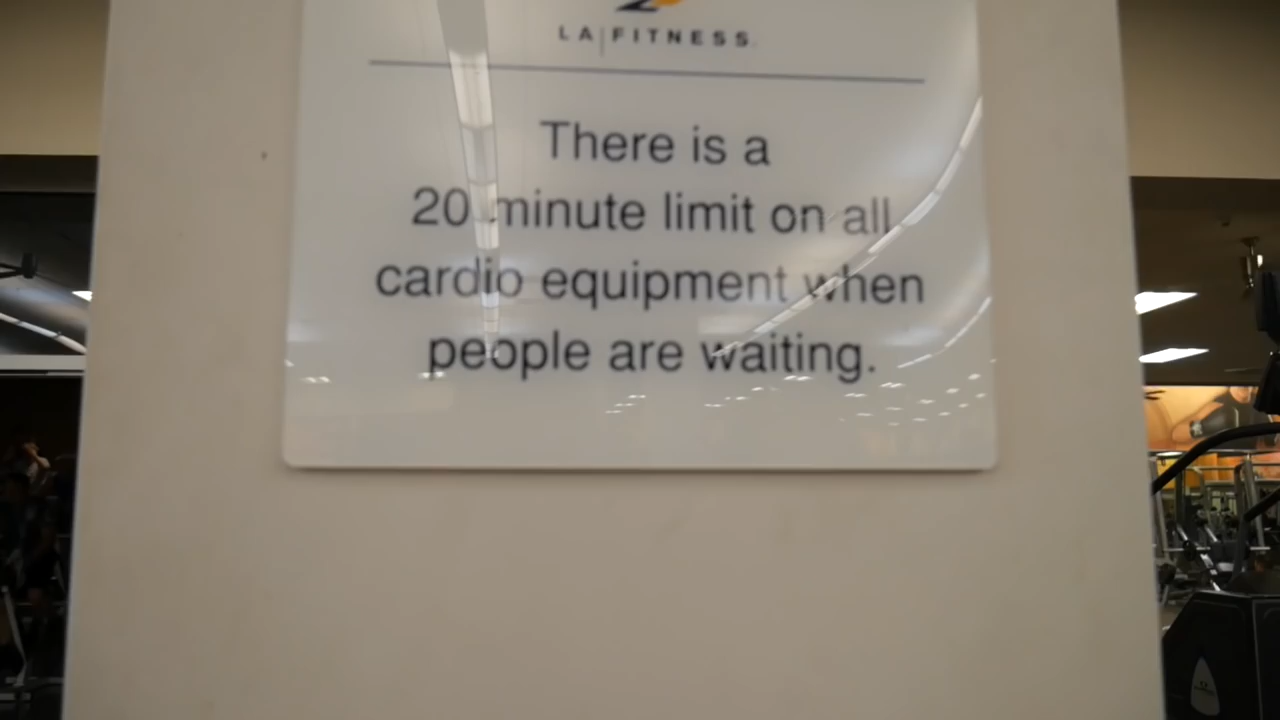 LA|FITNESS
There is a
20 minute limit on all
cardio equipment when
people are waiting.